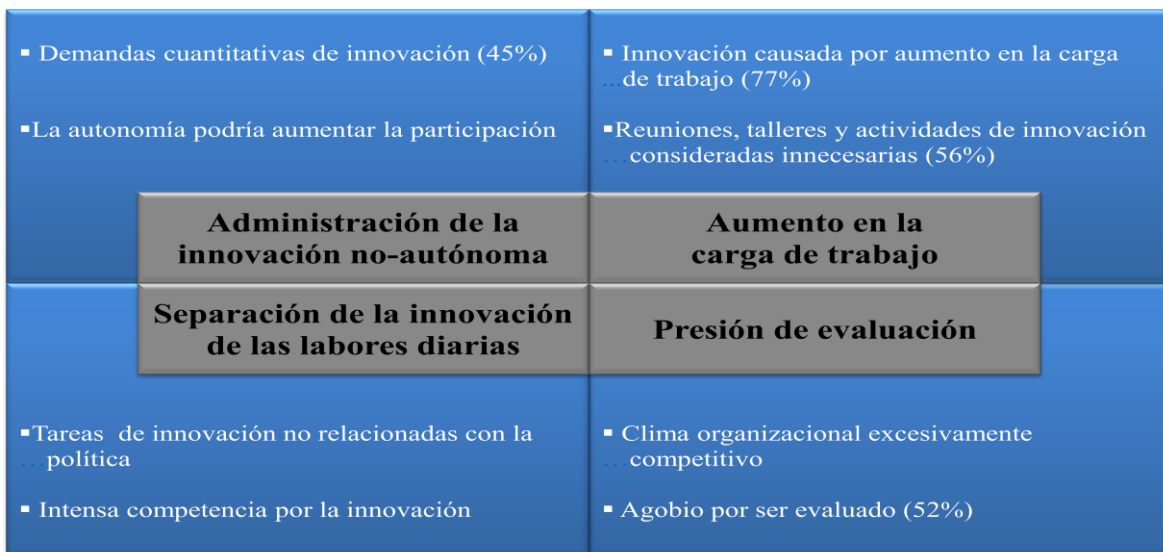 ▪ Demandas cuantitativas de innovación (45%)
▪La autonomía podría aumentar la participación
▪ Innovación causada por aumento en la carga
...de trabajo (77%)
▪Reuniones, talleres y actividades de innovación
...consideradas innecesarias (56%)
Administración de la
innovación no-autónoma
Aumento en la
carga de trabajo
Separación de la innovación
de las labores diarias
Presión de evaluación
▪Tareas de innovación no relacionadas con la
...política
▪ Intensa competencia por la innovación
▪ Clima organizacional excesivamente
...competitivo
▪ Agobio por ser evaluado (52%)